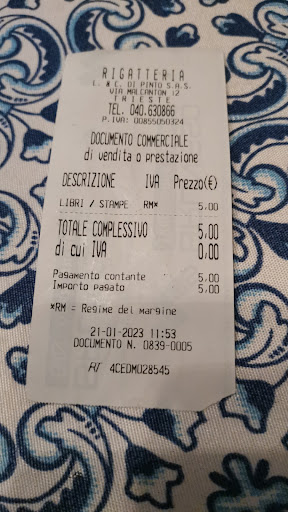 RIGATTERIA
L. & C. DI PINTO S.A.S.
VIA MALCANTON 12
TRIESTE
TEL. 040.630866
P.IVA: 00855050324
DOCUMENTO COMMERCIALE
di vendita o prestazione
DESCRIZIONE IVA Prezzo(€)
LIBRI / STAMPE RM* 5,00
TOTALE COMPLESSIVO 5,00
di cui IVA 0,00
Pagamento contante 5,00
Importo pagato 5,00
*RM = Regime del Margine
21-01-2023 11:53
DOCUMENTO N. 0839-0005
RT 4CEDM028545